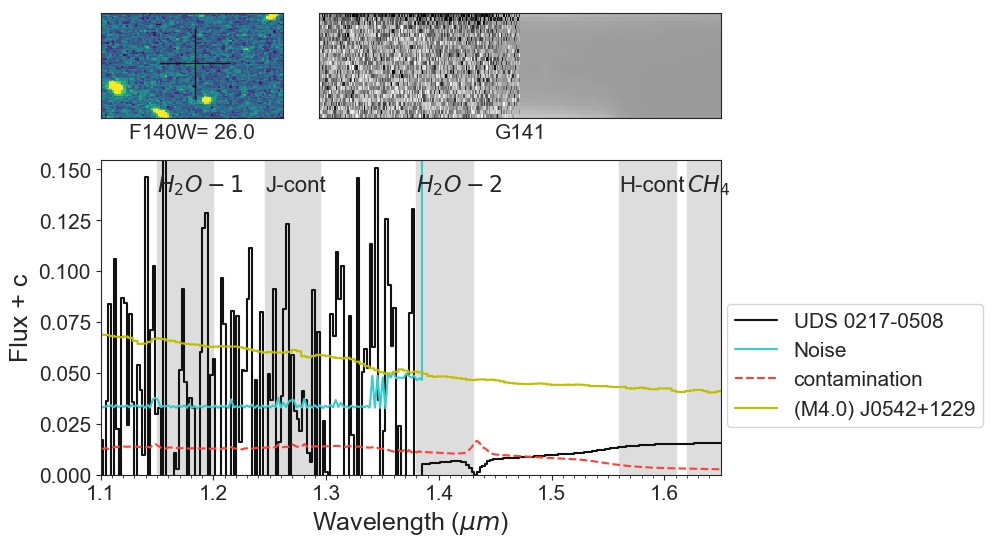 F140W= 26.0
G141
H₂O − 1
J-cont
H₂O − 2
H-cont
CH₄
0.150
0.125
0.100
0.075
0.050
0.025
0.000
Flux + c
1.1
1.2
1.3
1.4
1.5
1.6
Wavelength (μm)
UDS 0217-0508
Noise
contamination
(M4.0) J0542+1229